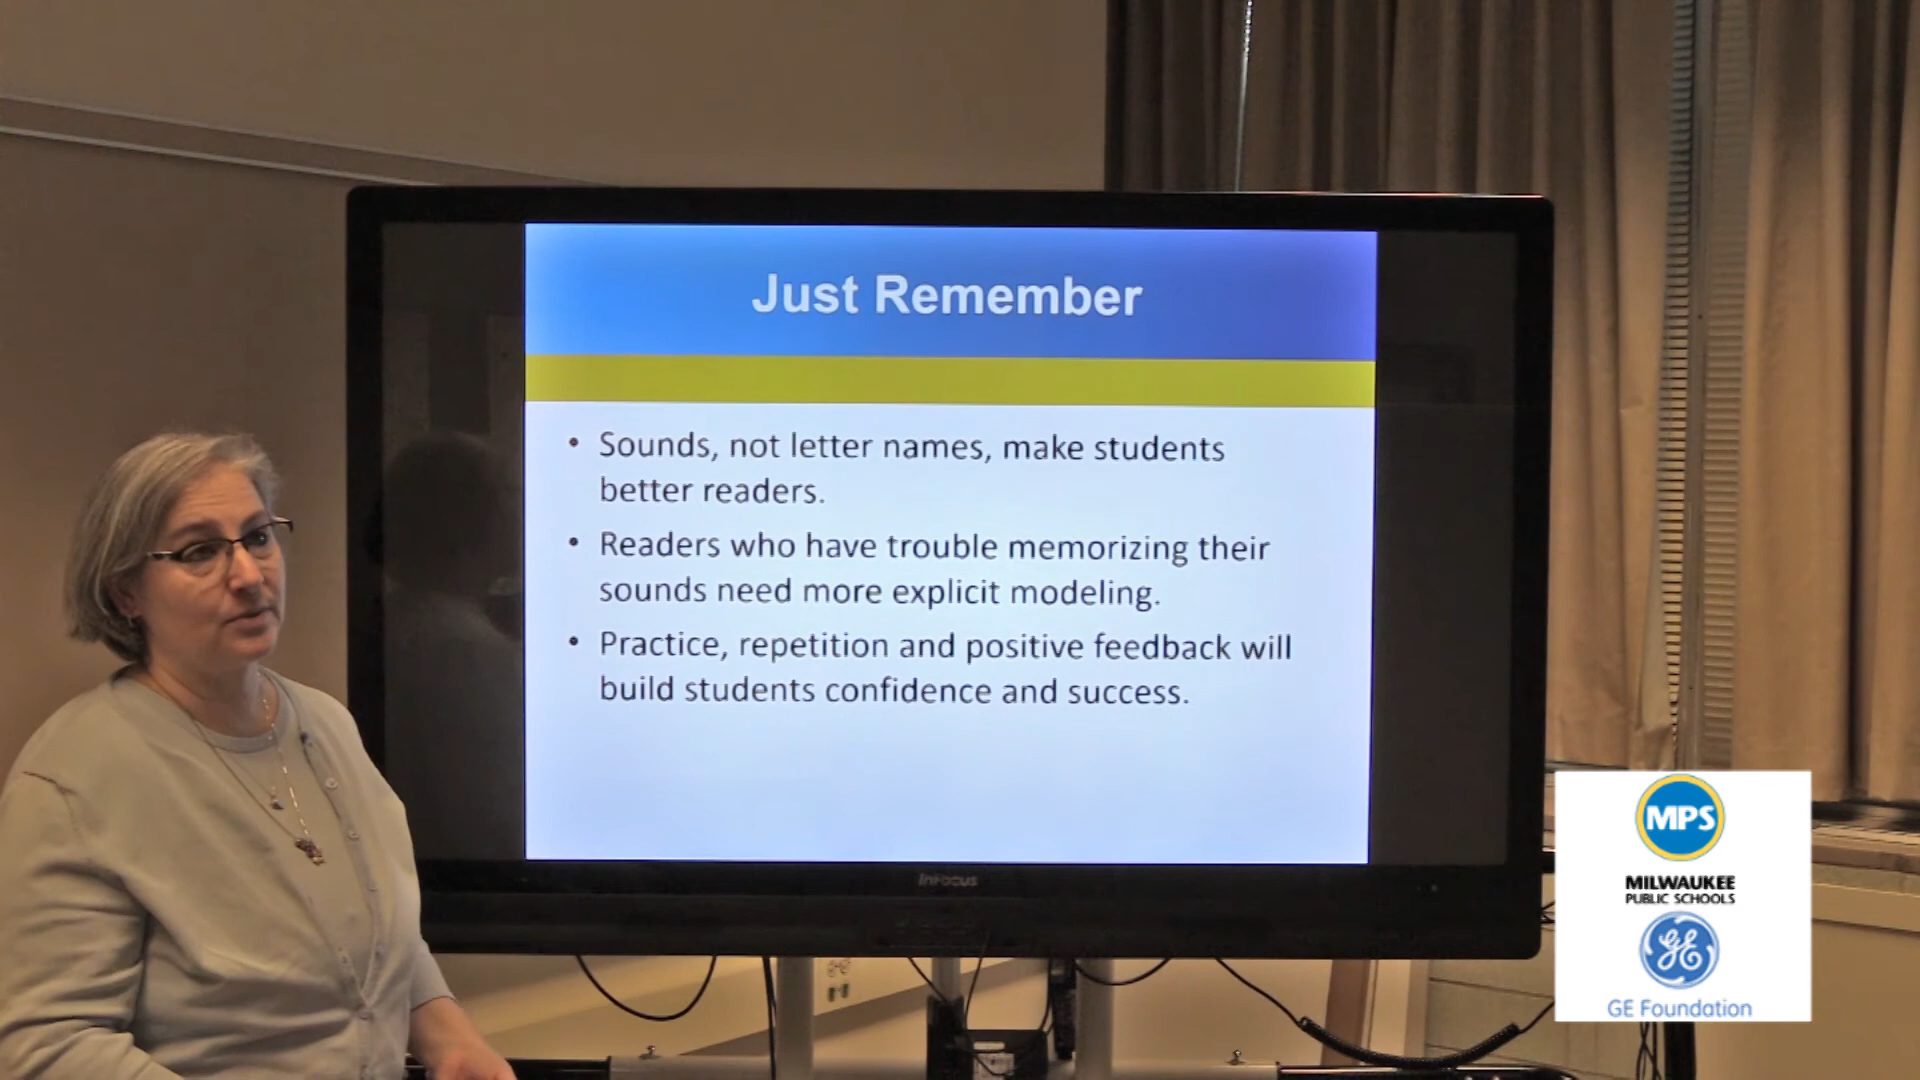 Just Remember
• Sounds, not letter names, make students
better readers.
• Readers who have trouble memorizing their
sounds need more explicit modeling.
• Practice, repetition and positive feedback will
build students confidence and success.
InFocus
MPS
MILWAUKEE
PUBLIC SCHOOLS
GE
GE Foundation